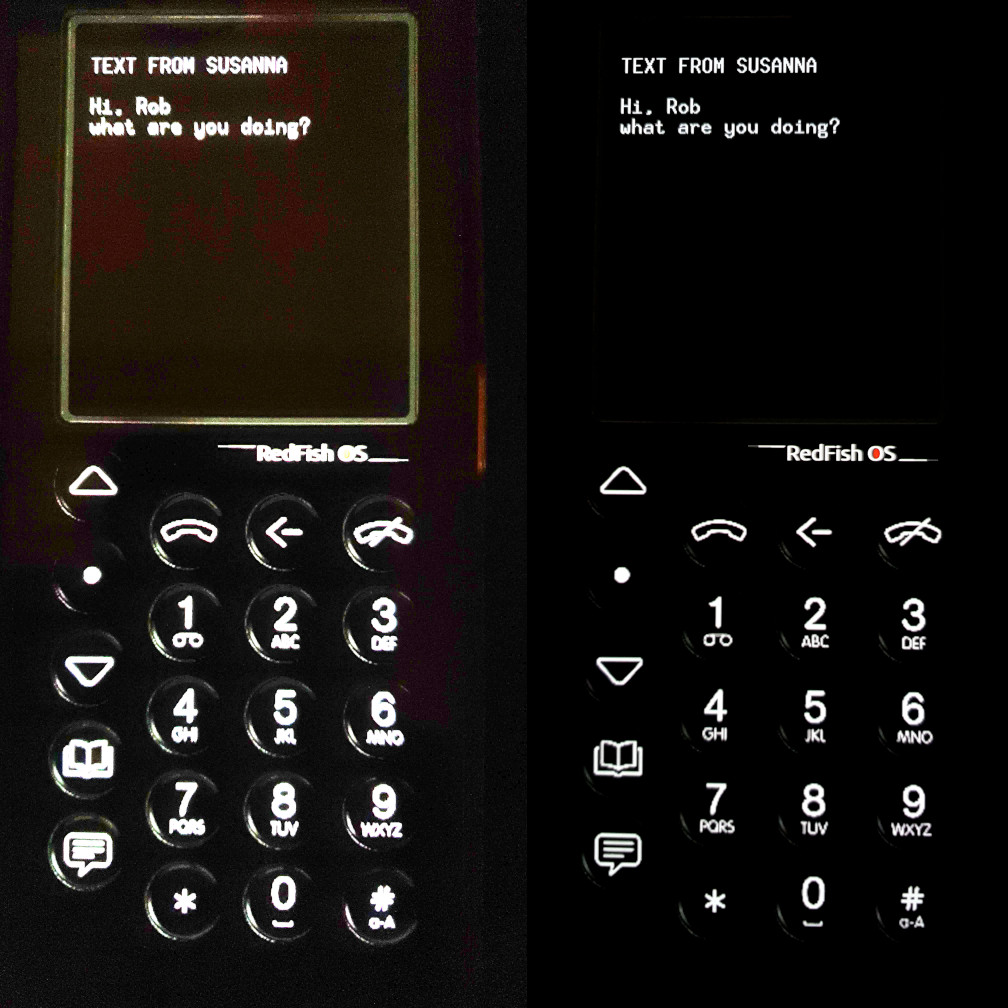 TEXT FROM SUSANNA
Hi, Rob
what are you doing?
RedFish OS
1
2 ABC
3 DEF
4 GHI
5 JKL
6 MNO
7 PQRS
8 TUV
9 WXYZ
*
0
# a-A
TEXT FROM SUSANNA
Hi, Rob
what are you doing?
RedFish OS
1
2 ABC
3 DEF
4 GHI
5 JKL
6 MNO
7 PQRS
8 TUV
9 WXYZ
*
0
# a-A